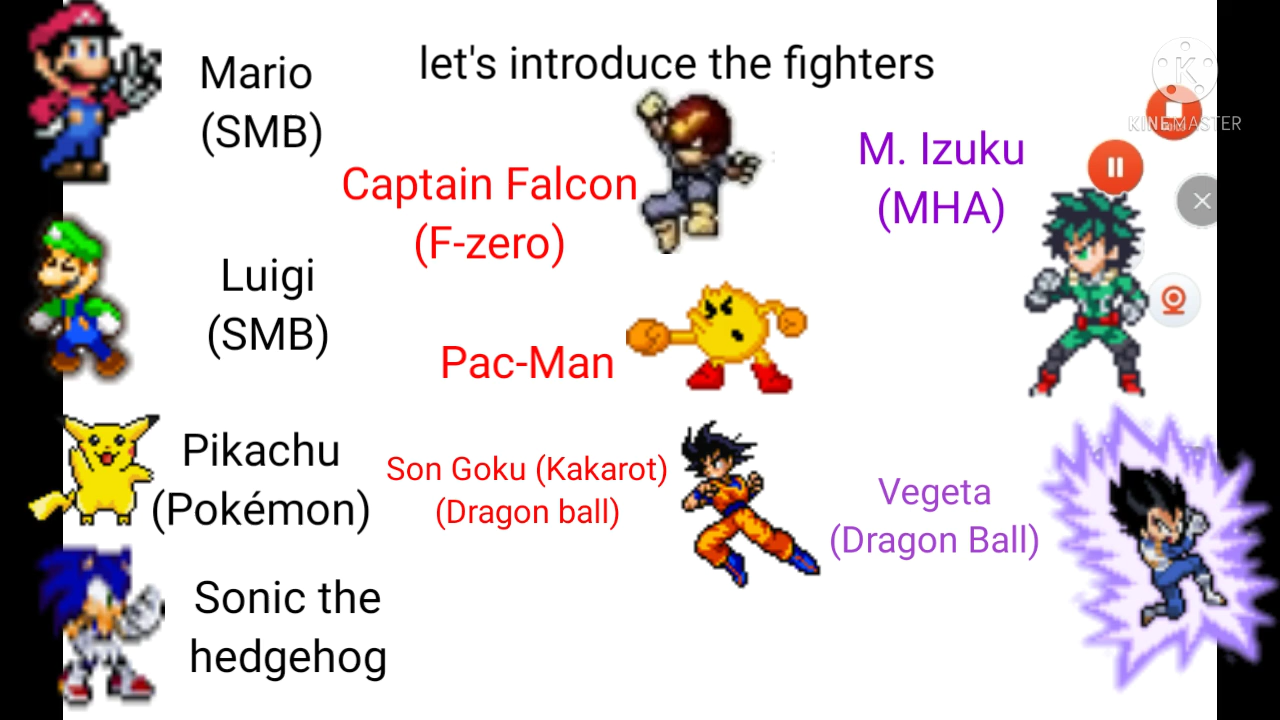 let's introduce the fighters
Mario
(SMB)
Captain Falcon
(F-zero)
M. Izuku
(MHA)
Luigi
(SMB)
Pac-Man
Pikachu
(Pokémon)
Son Goku (Kakarot)
(Dragon ball)
Vegeta
(Dragon Ball)
Sonic the
hedgehog
K
KINEMASTER